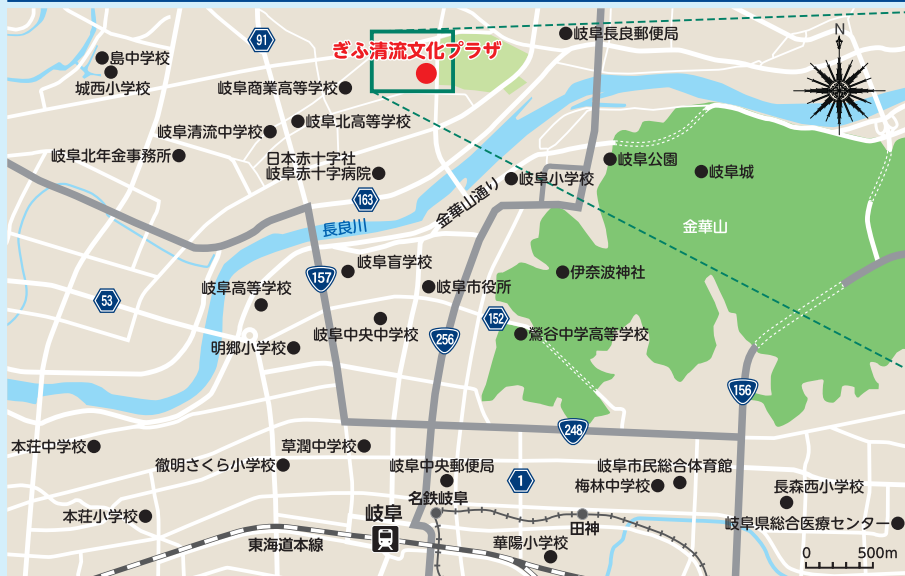 91
ぎふ清流文化プラザ
岐阜長良郵便局
N
島中学校
城西小学校
岐阜商業高等学校
岐阜北高等学校
岐阜清流中学校
岐阜北年金事務所
日本赤十字社
岐阜赤十字病院
163
金華山通り
岐阜小学校
岐阜公園
岐阜城
金華山
長良川
岐阜盲学校
157
岐阜市役所
伊奈波神社
53
岐阜高等学校
岐阜中央中学校
152
256
鶯谷中学高等学校
明郷小学校
156
248
本荘中学校
草潤中学校
徹明さくら小学校
岐阜中央郵便局
1
岐阜市民総合体育館
梅林中学校
長森西小学校
名鉄岐阜
本荘小学校
岐阜
田神
岐阜県総合医療センター
東海道本線
華陽小学校
0 500m